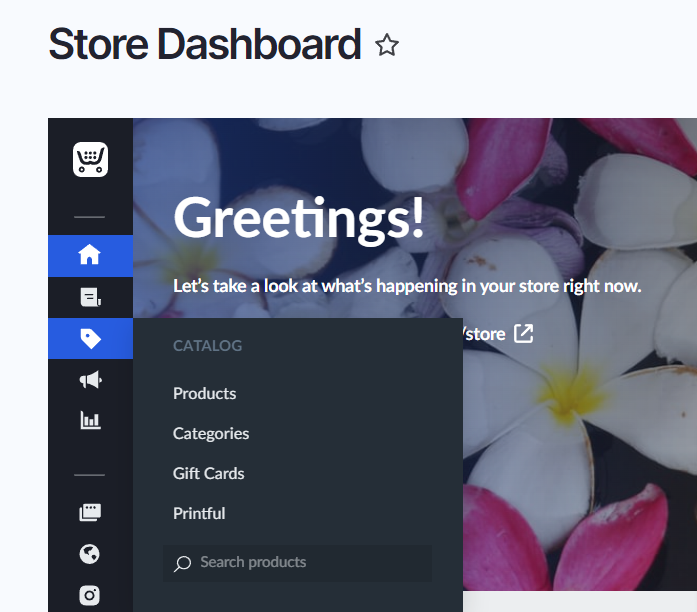 Store Dashboard
Greetings!
Let's take a look at what's happening in your store right now.
/store
CATALOG
Products
Categories
Gift Cards
Printful
Search products